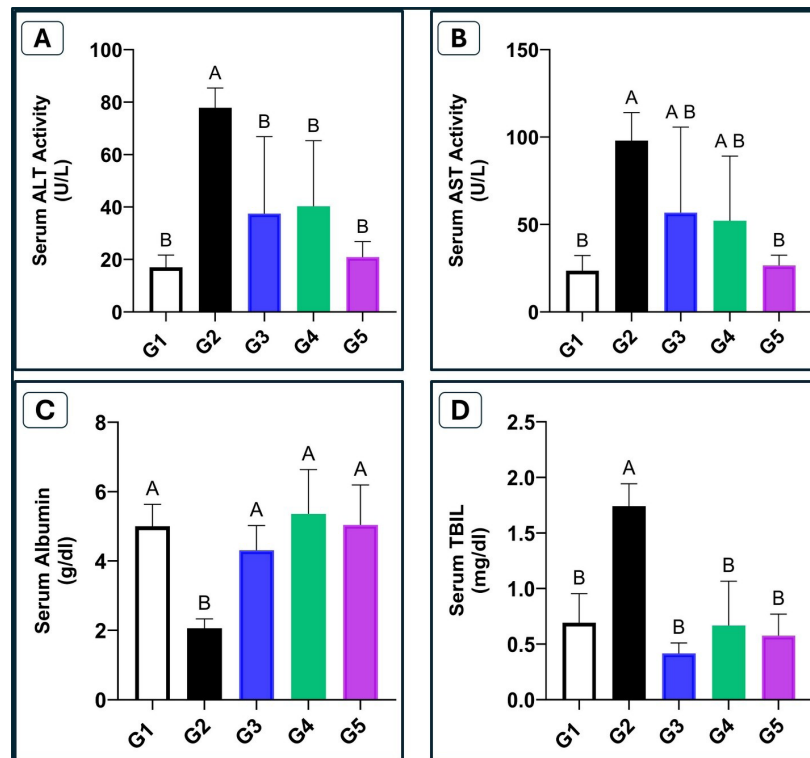 A
Serum ALT Activity
(U/L)
100
80
60
40
20
0
B
A
B
B
B
G1
G2
G3
G4
G5
B
Serum AST Activity
(U/L)
150
100
50
0
B
A
A B
A B
B
G1
G2
G3
G4
G5
C
Serum Albumin
(g/dl)
8
6
4
2
0
A
B
A
A
A
G1
G2
G3
G4
G5
D
Serum TBIL
(mg/dl)
2.5
2.0
1.5
1.0
0.5
0.0
B
A
B
B
B
G1
G2
G3
G4
G5